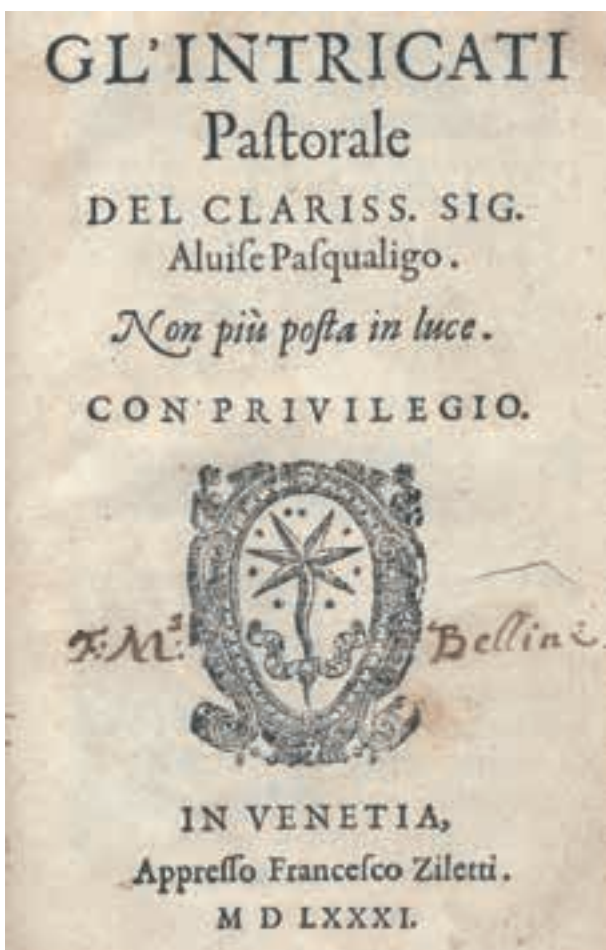 GL'INTRICATI
Paſtorale
DEL CLARISS. SIG.
Aluiſe Paſqualigo.
Non più poſta in luce.
CON PRIVILEGIO.
F: M.ª: Bellini
IN VENETIA,
Appreſſo Franceſco Ziletti.
M D LXXXI.